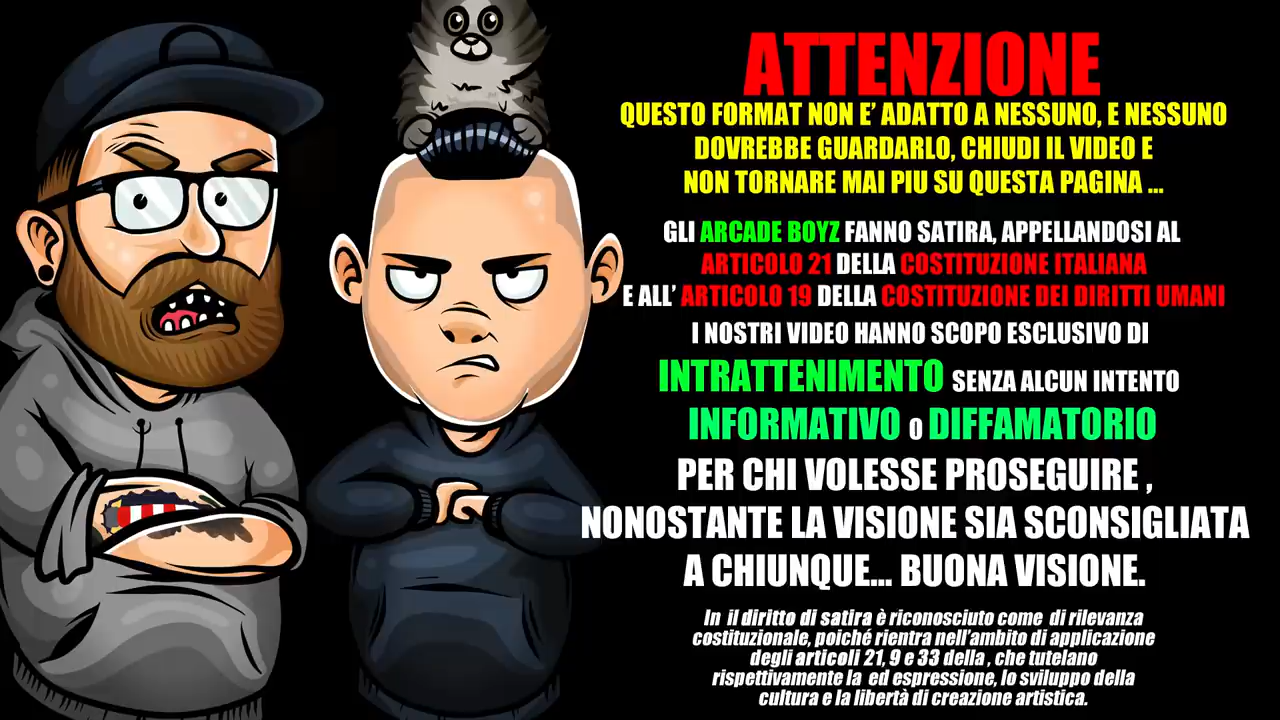 ATTENZIONE
QUESTO FORMAT NON E' ADATTO A NESSUNO, E NESSUNO
DOVREBBE GUARDARLO, CHIUDI IL VIDEO E
NON TORNARE MAI PIU SU QUESTA PAGINA ...
GLI ARCADE BOYZ FANNO SATIRA, APPELLANDOSI AL
ARTICOLO 21 DELLA COSTITUZIONE ITALIANA
E ALL' ARTICOLO 19 DELLA COSTITUZIONE DEI DIRITTI UMANI
I NOSTRI VIDEO HANNO SCOPO ESCLUSIVO DI
INTRATTENIMENTO SENZA ALCUN INTENTO
INFORMATIVO O DIFFAMATORIO
PER CHI VOLESSE PROSEGUIRE ,
NONOSTANTE LA VISIONE SIA SCONSIGLIATA
A CHIUNQUE... BUONA VISIONE.
In il diritto di satira è riconosciuto come di rilevanza
costituzionale, poiché rientra nell'ambito di applicazione
degli articoli 21, 9 e 33 della , che tutelano
rispettivamente la ed espressione, lo sviluppo della
cultura e la libertà di creazione artistica.